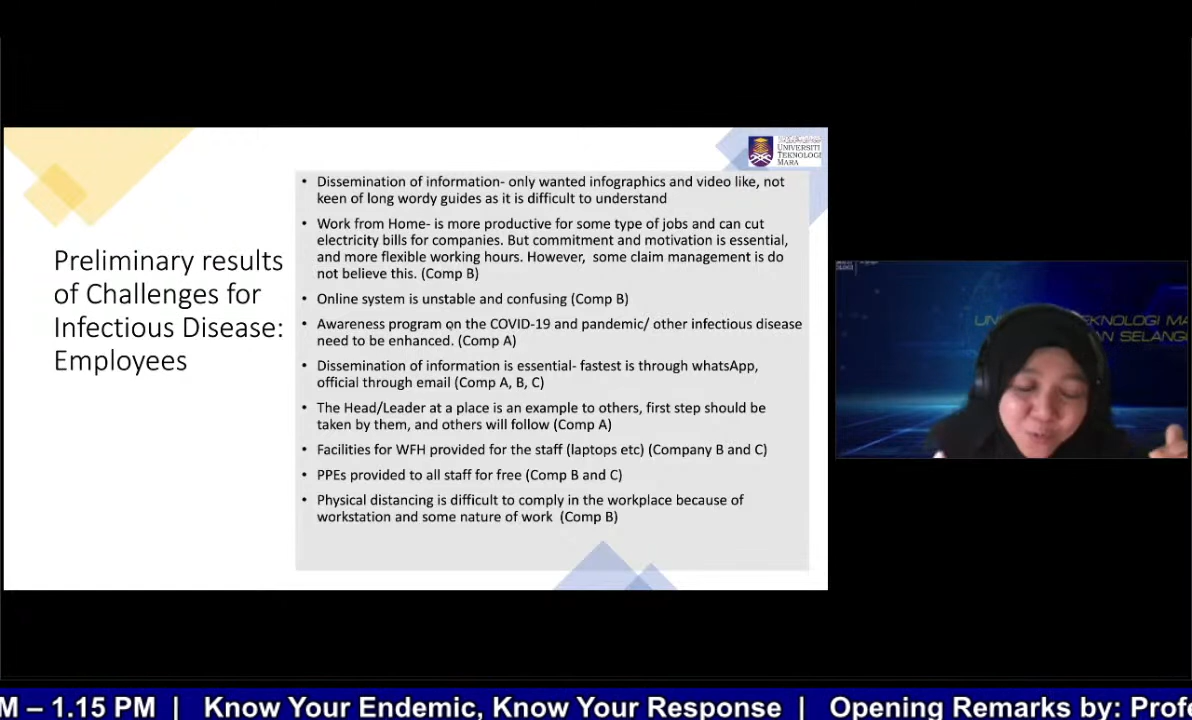 UNIVERSITI
TEKNOLOGI
MARA
Preliminary results
of Challenges for
Infectious Disease:
Employees
• Dissemination of information- only wanted infographics and video like, not
keen of long wordy guides as it is difficult to understand
• Work from Home- is more productive for some type of jobs and can cut
electricity bills for companies. But commitment and motivation is essential,
and more flexible working hours. However, some claim management is do
not believe this. (Comp B)
• Online system is unstable and confusing (Comp B)
• Awareness program on the COVID-19 and pandemic/ other infectious disease
need to be enhanced. (Comp A)
• Dissemination of information is essential- fastest is through whatsApp,
official through email (Comp A, B, C)
• The Head/Leader at a place is an example to others, first step should be
taken by them, and others will follow (Comp A)
• Facilities for WFH provided for the staff (laptops etc) (Company B and C)
• PPEs provided to all staff for free (Comp B and C)
• Physical distancing is difficult to comply in the workplace because of
workstation and some nature of work (Comp B)
UN EKNOLOGI MA
AN SELANG
M – 1.15 PM | Know Your Endemic, Know Your Response | Opening Remarks by: Profe